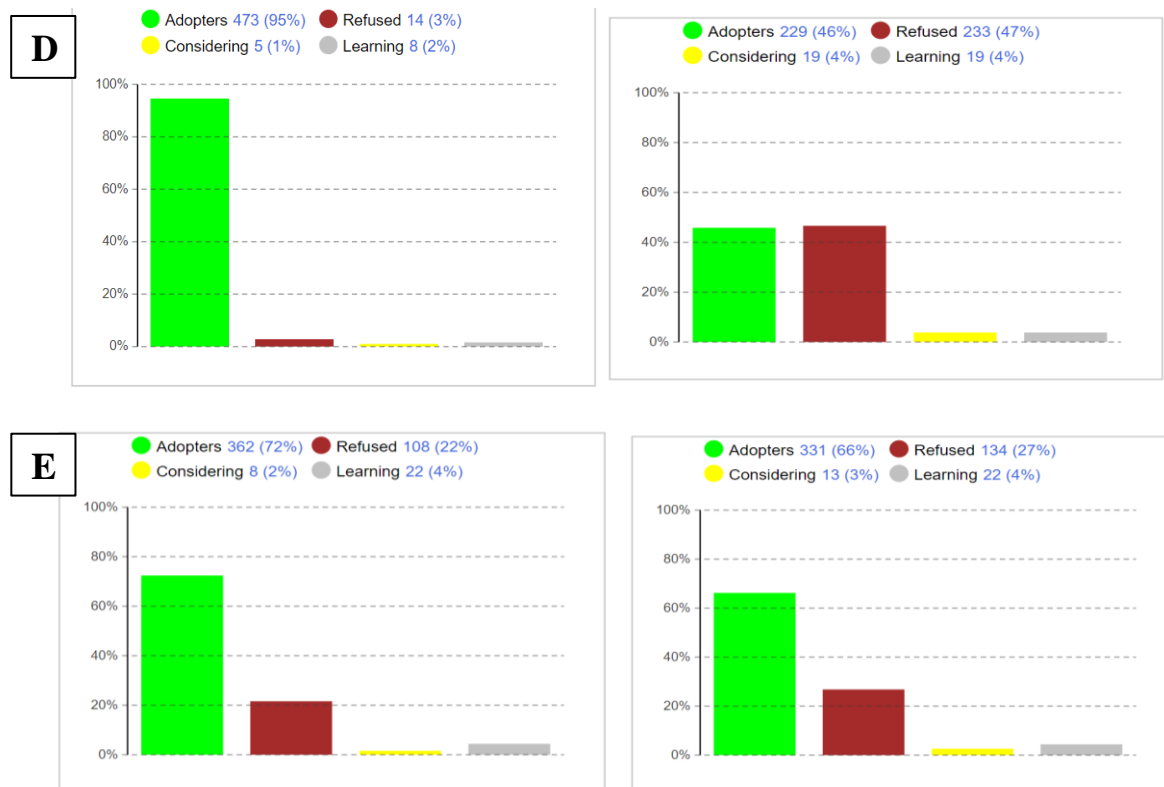 D
Adopters 473 (95%) Refused 14 (3%)
Considering 5 (1%) Learning 8 (2%)
100%
80%
60%
40%
20%
0%
Adopters 229 (46%) Refused 233 (47%)
Considering 19 (4%) Learning 19 (4%)
100%
80%
60%
40%
20%
0%
E
Adopters 362 (72%) Refused 108 (22%)
Considering 8 (2%) Learning 22 (4%)
100%
80%
60%
40%
20%
0%
Adopters 331 (66%) Refused 134 (27%)
Considering 13 (3%) Learning 22 (4%)
100%
80%
60%
40%
20%
0%